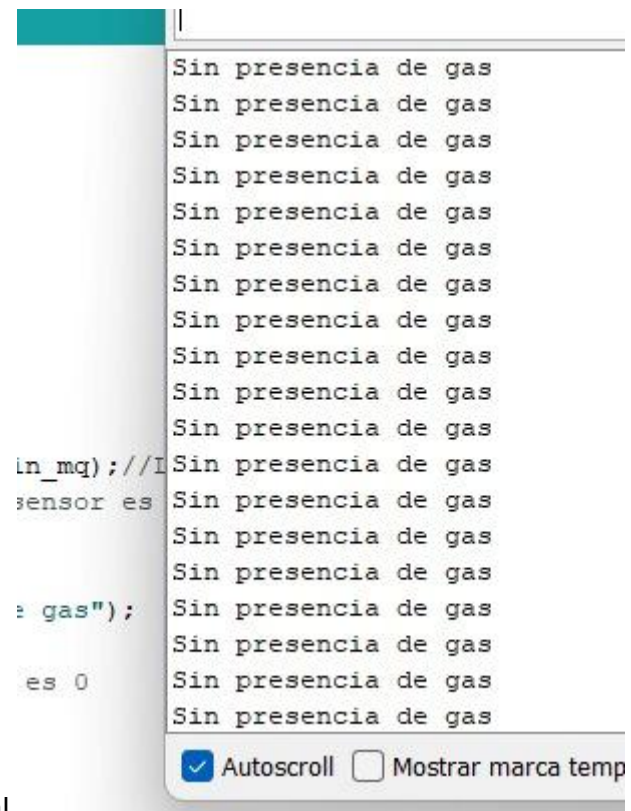 Sin presencia de gas
Sin presencia de gas
Sin presencia de gas
Sin presencia de gas
Sin presencia de gas
Sin presencia de gas
Sin presencia de gas
Sin presencia de gas
Sin presencia de gas
Sin presencia de gas
Sin presencia de gas
in_mq);//L Sin presencia de gas
sensor es Sin presencia de gas
Sin presencia de gas
Sin presencia de gas
e gas"); Sin presencia de gas
Sin presencia de gas
es 0 Sin presencia de gas
Sin presencia de gas
Autoscroll Mostrar marca temp